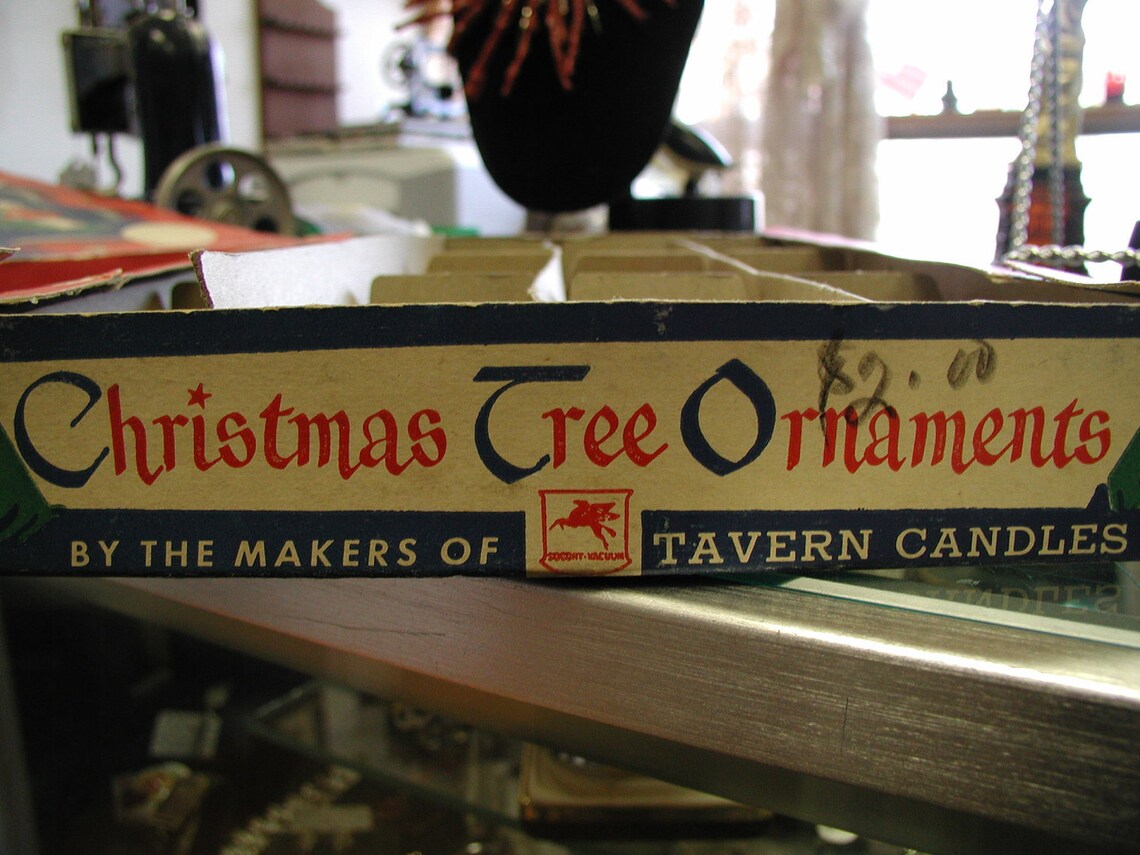 $2.00
Christmas Tree Ornaments
BY THE MAKERS OF TAVERN CANDLES
SOCONY-VACUUM